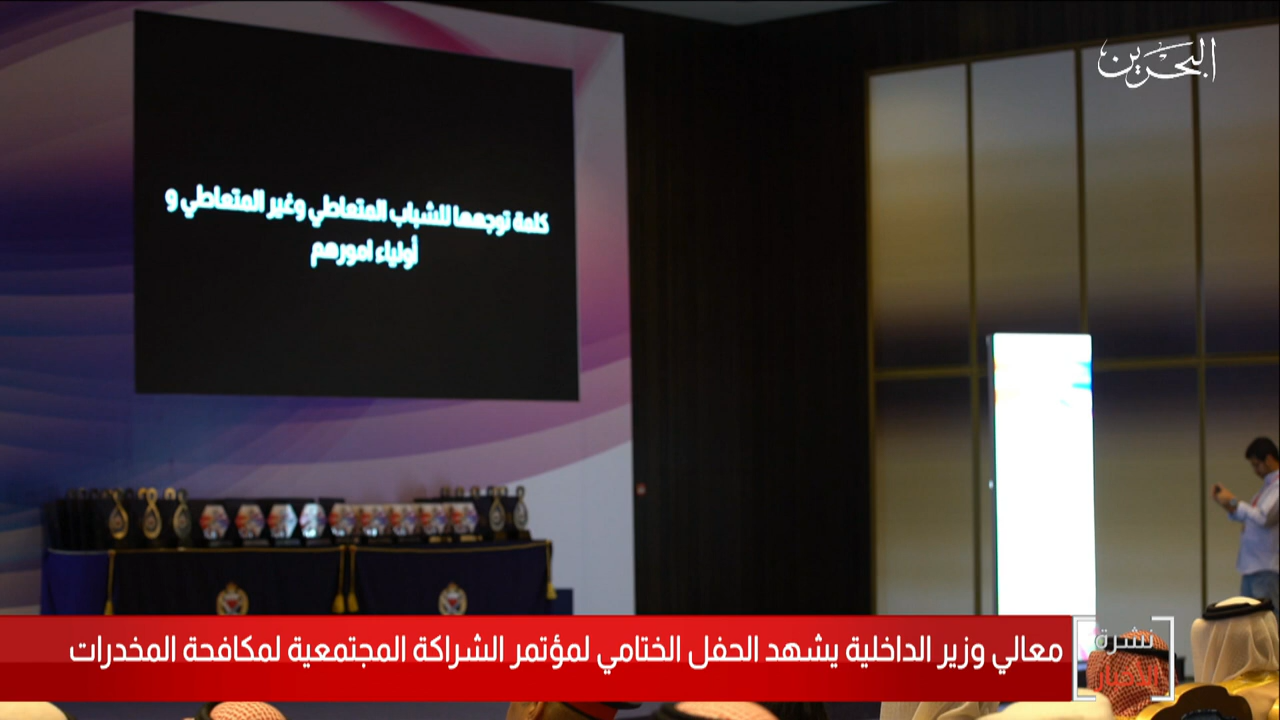 البحرين
كلمة توجهها للشباب المتعاطي وغير المتعاطي و
أولياء امورهم
معالي وزير الداخلية يشهد الحفل الختامي لمؤتمر الشراكة المجتمعية لمكافحة المخدرات
نشرة
الأخبار